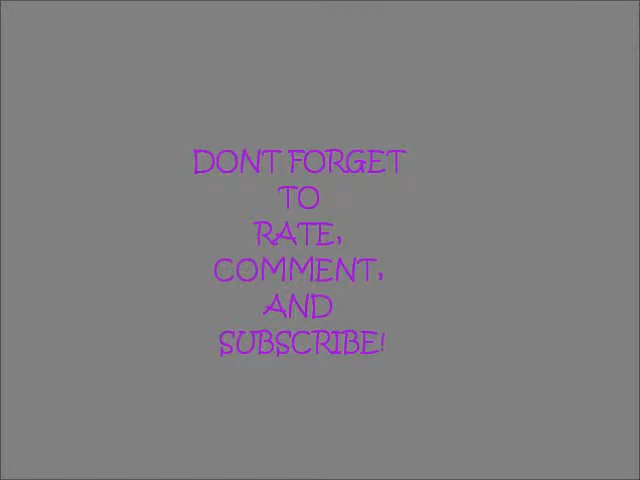 DONT FORGET
TO
RATE,
COMMENT,
AND
SUBSCRIBE!